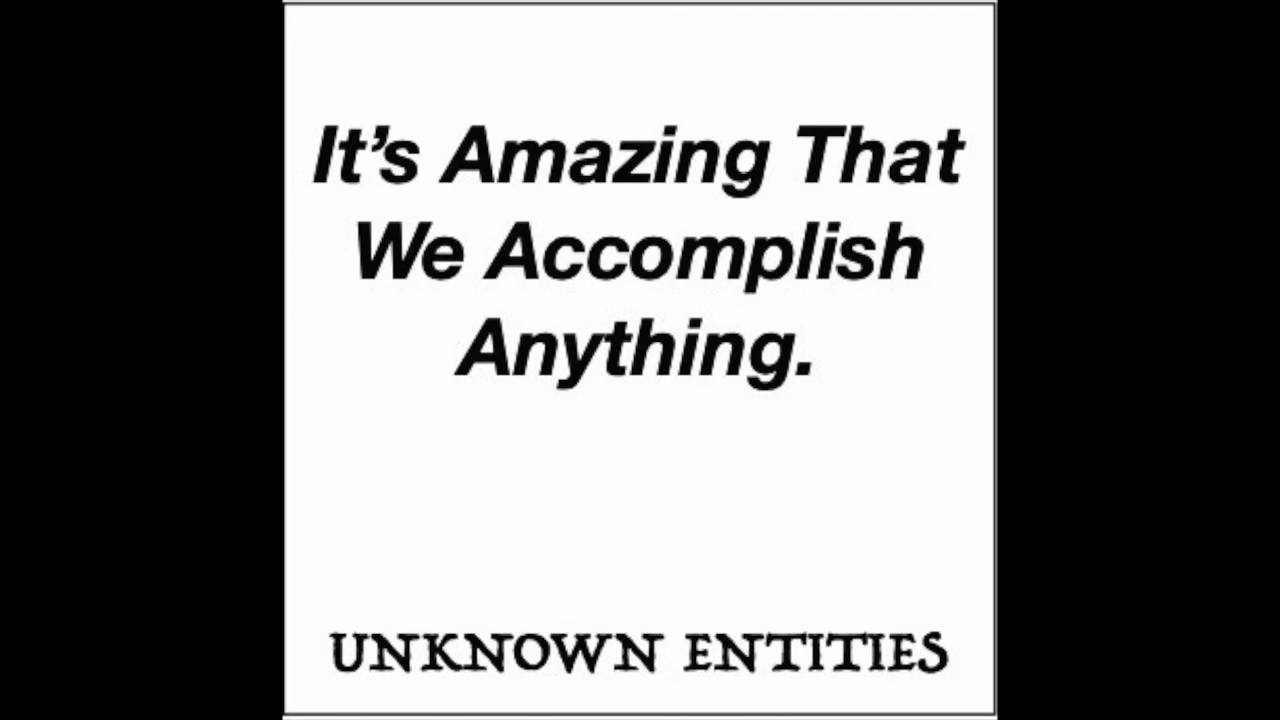 It’s Amazing That
We Accomplish
Anything.
UNKNOWN ENTITIES